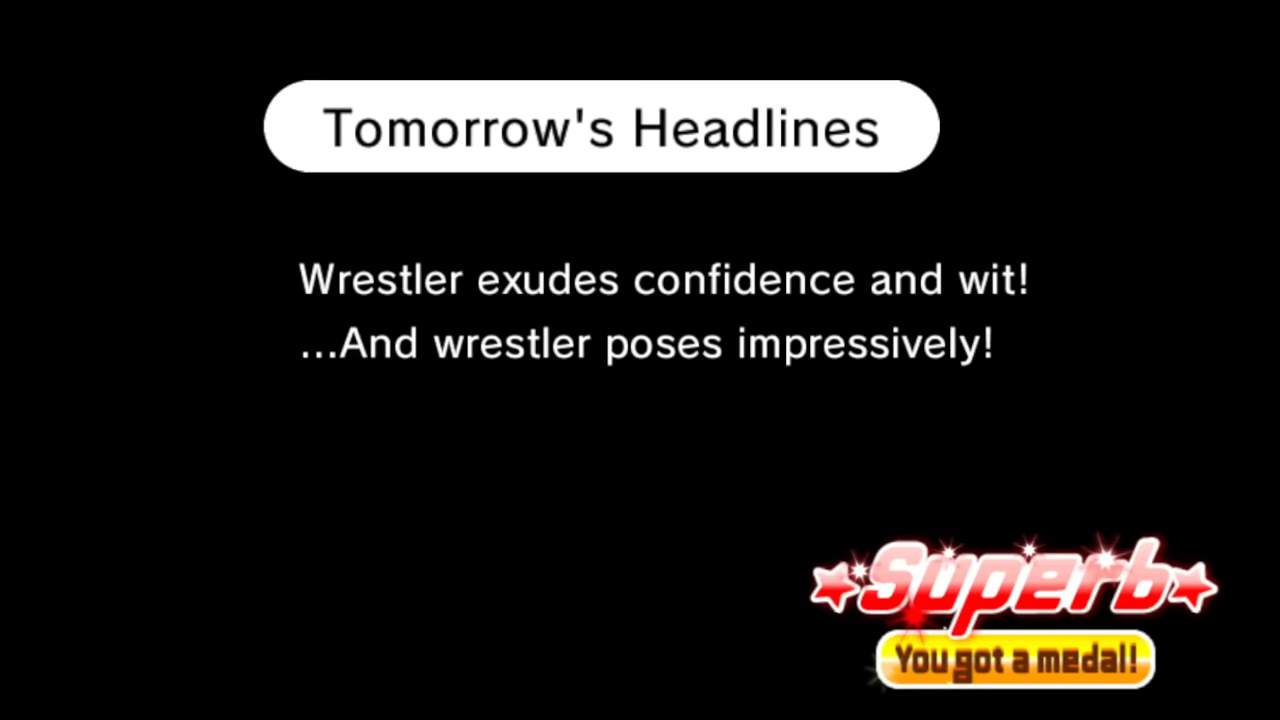 Tomorrow's Headlines
Wrestler exudes confidence and wit!
...And wrestler poses impressively!
Superb
You got a medal!